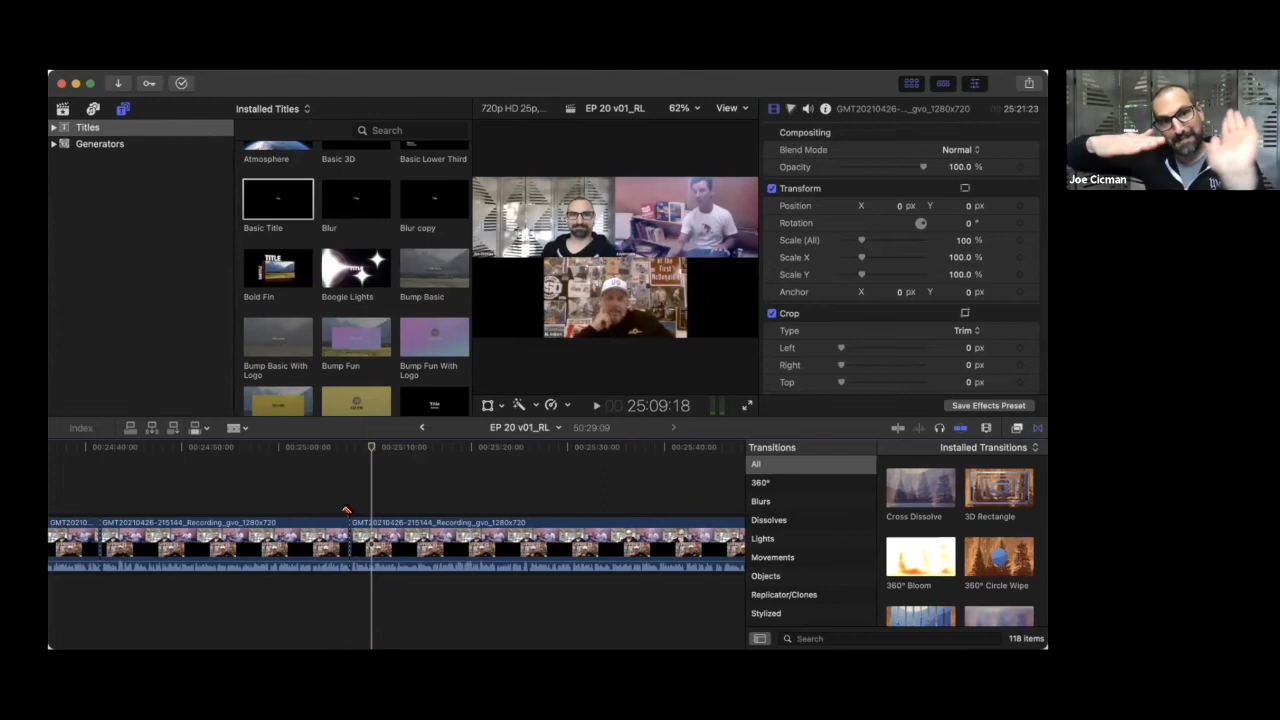 Installed Titles
720p HD 25p,...
EP 20 v01_RL
62%
View
GMT20210426-..._gvo_1280x720
25:21:23
Titles
Generators
Search
Atmosphere
Basic 3D
Basic Lower Third
Basic Title
Blur
Blur copy
TITLE
Bold Fin
Boogie Lights
Bump Basic
Bump Basic With Logo
Bump Fun
Bump Fun With Logo
Title
Compositing
Blend Mode
Normal
Opacity
100.0 %
Transform
Position X 0 px Y 0 px
Rotation 0 °
Scale (All) 100 %
Scale X 100.0 %
Scale Y 100.0 %
Anchor X 0 px Y 0 px
Crop
Type Trim
Left 0 px
Right 0 px
Top 0 px
25:09:18
Save Effects Preset
Joe Cicman
Index
EP 20 v01_RL
50:29:09
00:24:40:00
00:24:50:00
00:25:00:00
00:25:10:00
00:25:20:00
00:25:30:00
00:25:40:00
GMT20210...
GMT20210426-215144_Recording_gvo_1280x720
GMT20210426-215144_Recording_gvo_1280x720
Transitions
Installed Transitions
All
360°
Blurs
Dissolves
Lights
Movements
Objects
Replicator/Clones
Stylized
Cross Dissolve
3D Rectangle
360° Bloom
360° Circle Wipe
Search
118 items